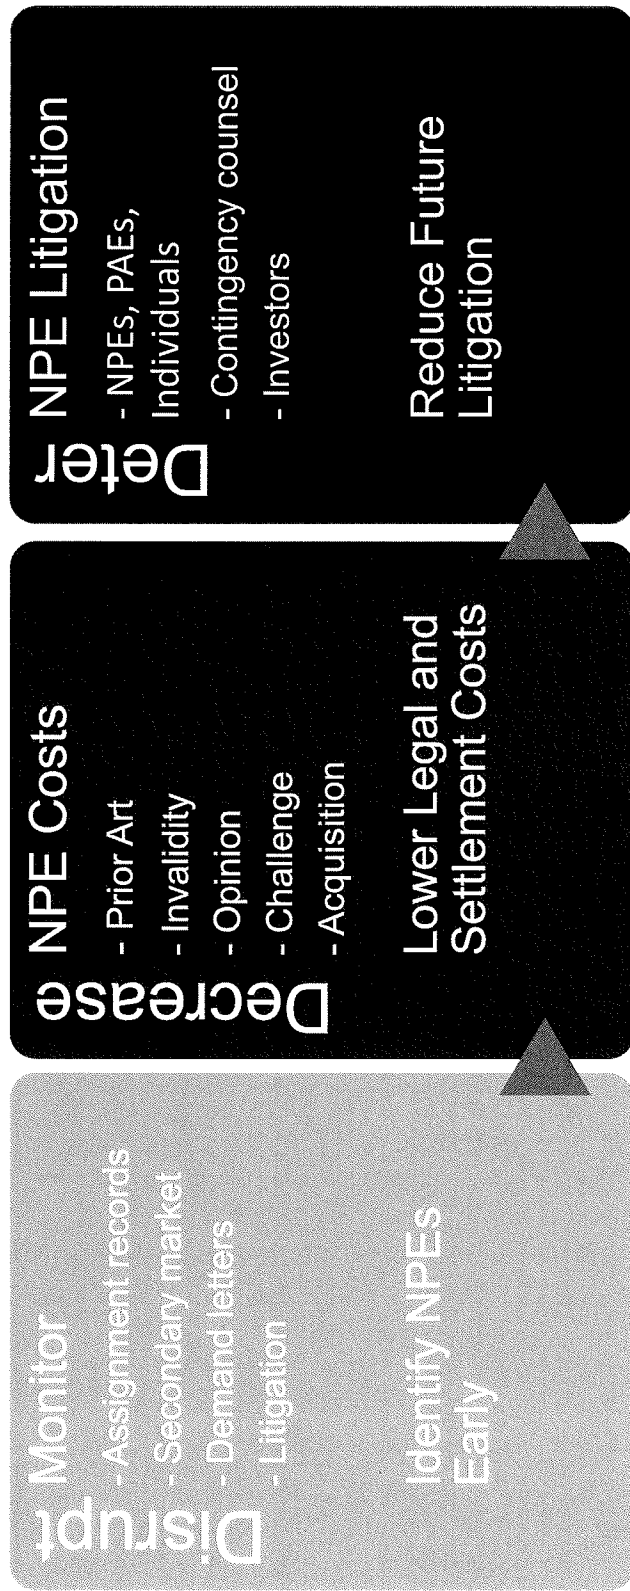 Disrupt
Monitor
- Assignment records
- Secondary market
- Demand letters
- Litigation
Identify NPEs
Early
Decrease
NPE Costs
- Prior Art
- Invalidity
- Opinion
- Challenge
- Acquisition
Lower Legal and
Settlement Costs
Deter
NPE Litigation
- NPEs, PAEs,
Individuals
- Contingency counsel
- Investors
Reduce Future
Litigation